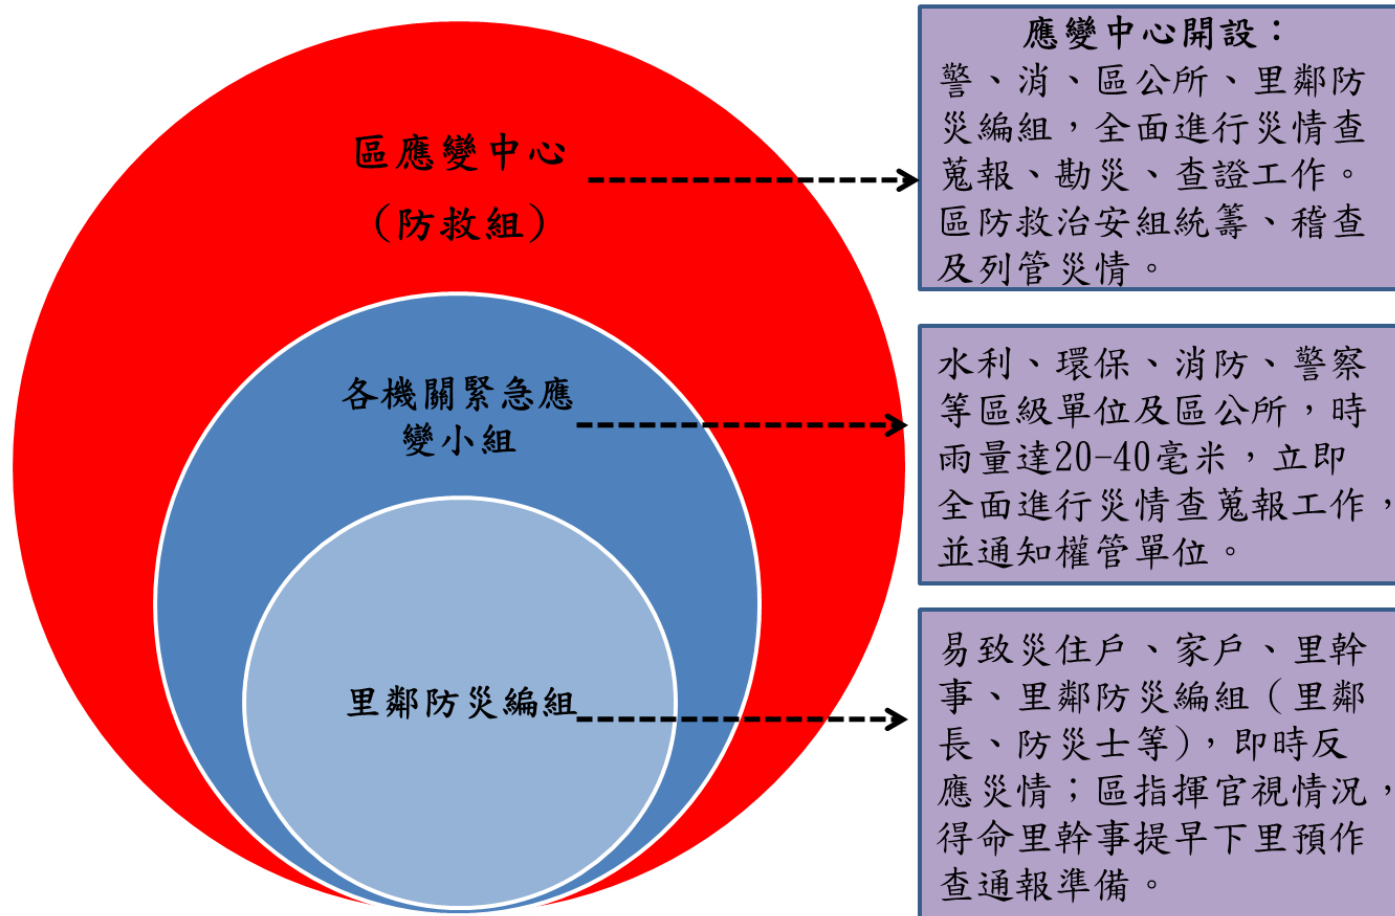 區應變中心
(防救組)
各機關緊急應
變小組
里鄰防災編組
應變中心開設：
警、消、區公所、里鄰防
災編組，全面進行災情查
蒐報、勘災、查證工作。
區防救治安組統籌、稽查
及列管災情。
水利、環保、消防、警察
等區級單位及區公所，時
雨量達20-40毫米，立即
全面進行災情查蒐報工作，
並通知權管單位。
易致災住戶、家戶、里幹
事、里鄰防災編組（里鄰
長、防災士等），即時反
應災情；區指揮官視情況，
得命里幹事提早下里預作
查通報準備。